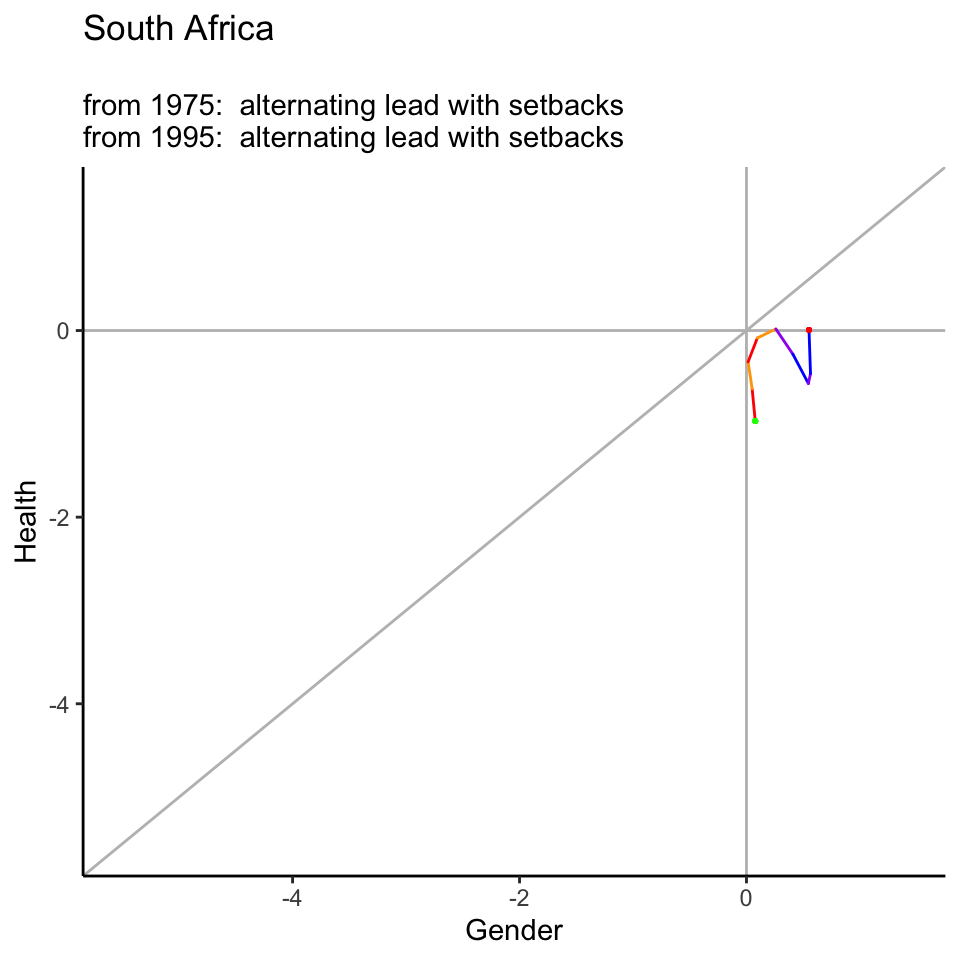 South Africa
from 1975:  alternating lead with setbacks
from 1995:  alternating lead with setbacks
0
-2
-4
Health
-4
-2
0
Gender